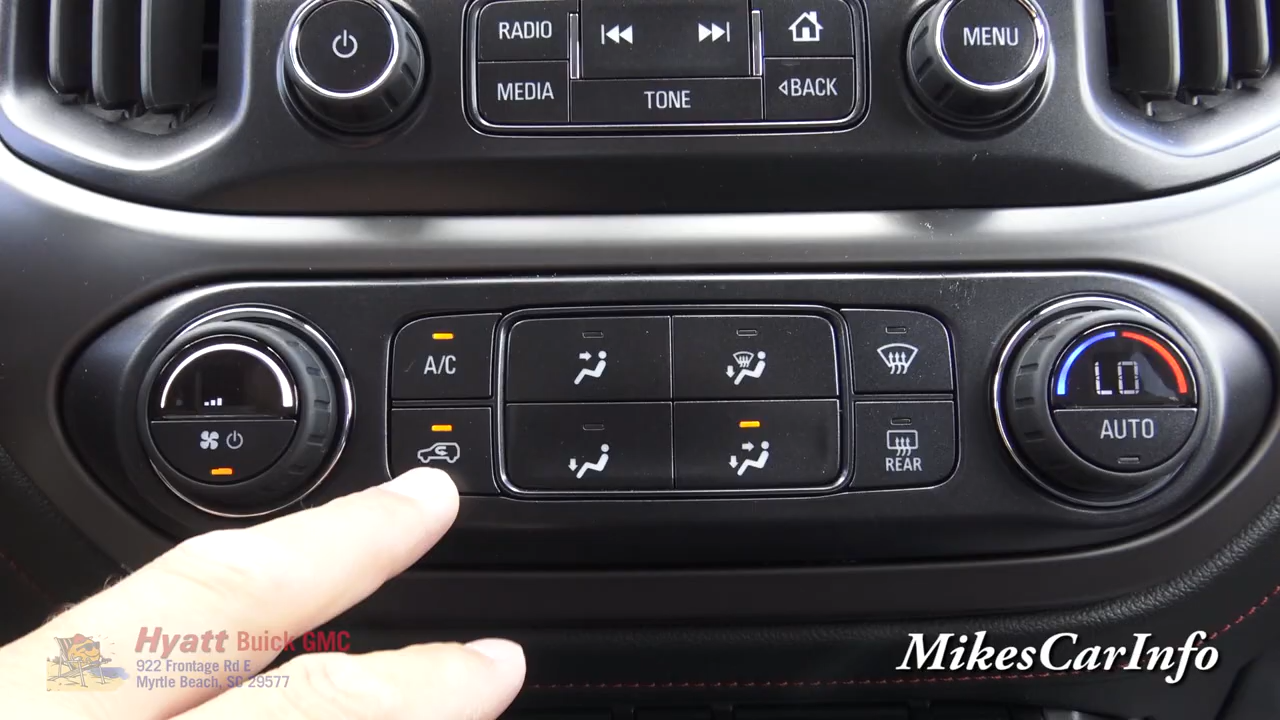 RADIO
MENU
MEDIA
TONE
BACK
A/C
LO
AUTO
REAR
Hyatt Buick GMC
922 Frontage Rd E
Myrtle Beach, SC 29577
MikesCarInfo